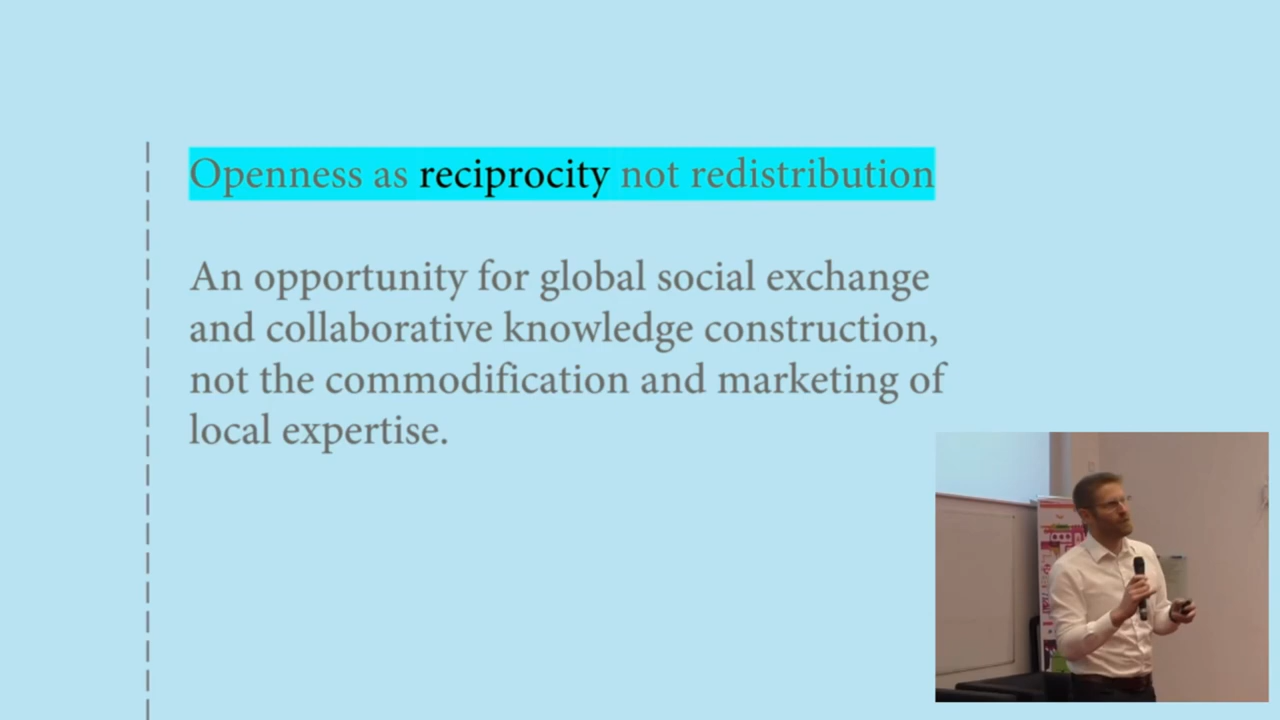 Openness as reciprocity not redistribution
An opportunity for global social exchange
and collaborative knowledge construction,
not the commodification and marketing of
local expertise.